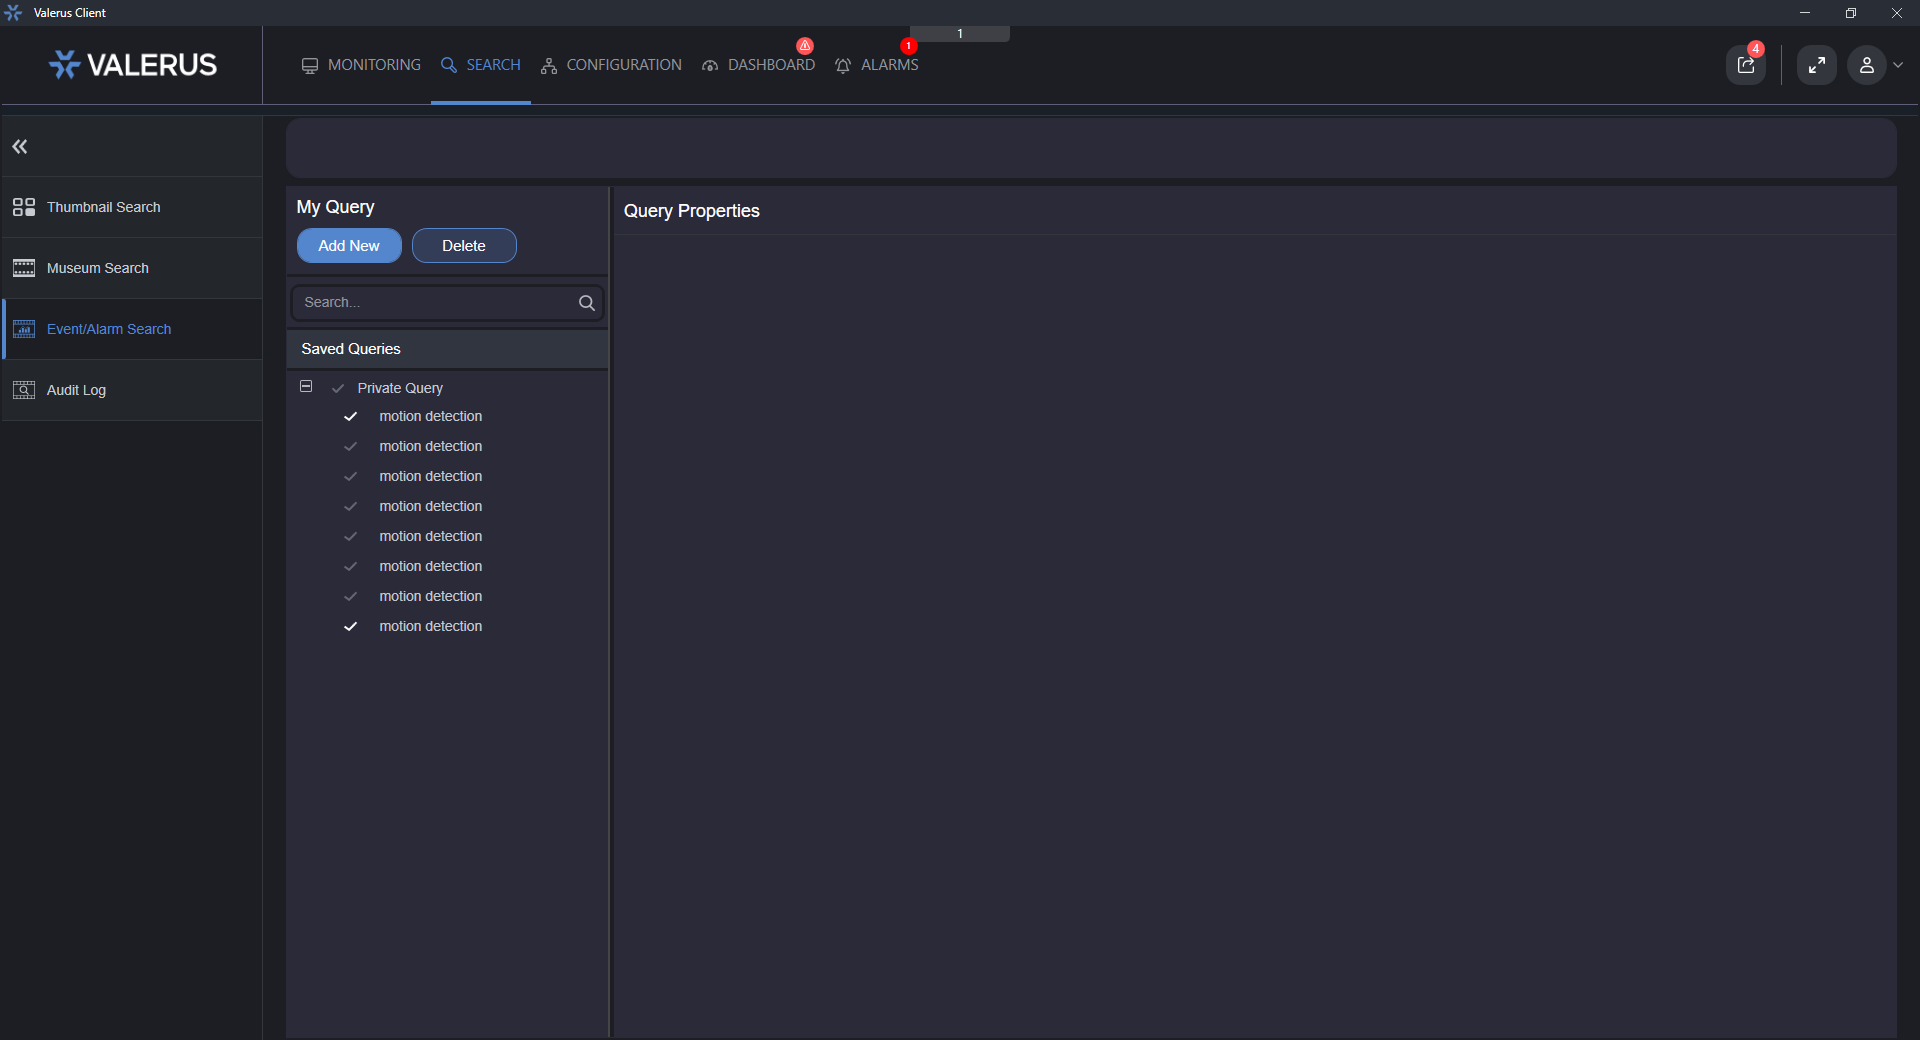 Valerus Client
1
VALERUS
MONITORING
SEARCH
CONFIGURATION
DASHBOARD
1
ALARMS
4
Thumbnail Search
Museum Search
Event/Alarm Search
Audit Log
My Query
Add New
Delete
Search...
Saved Queries
Private Query
motion detection
motion detection
motion detection
motion detection
motion detection
motion detection
motion detection
motion detection
Query Properties